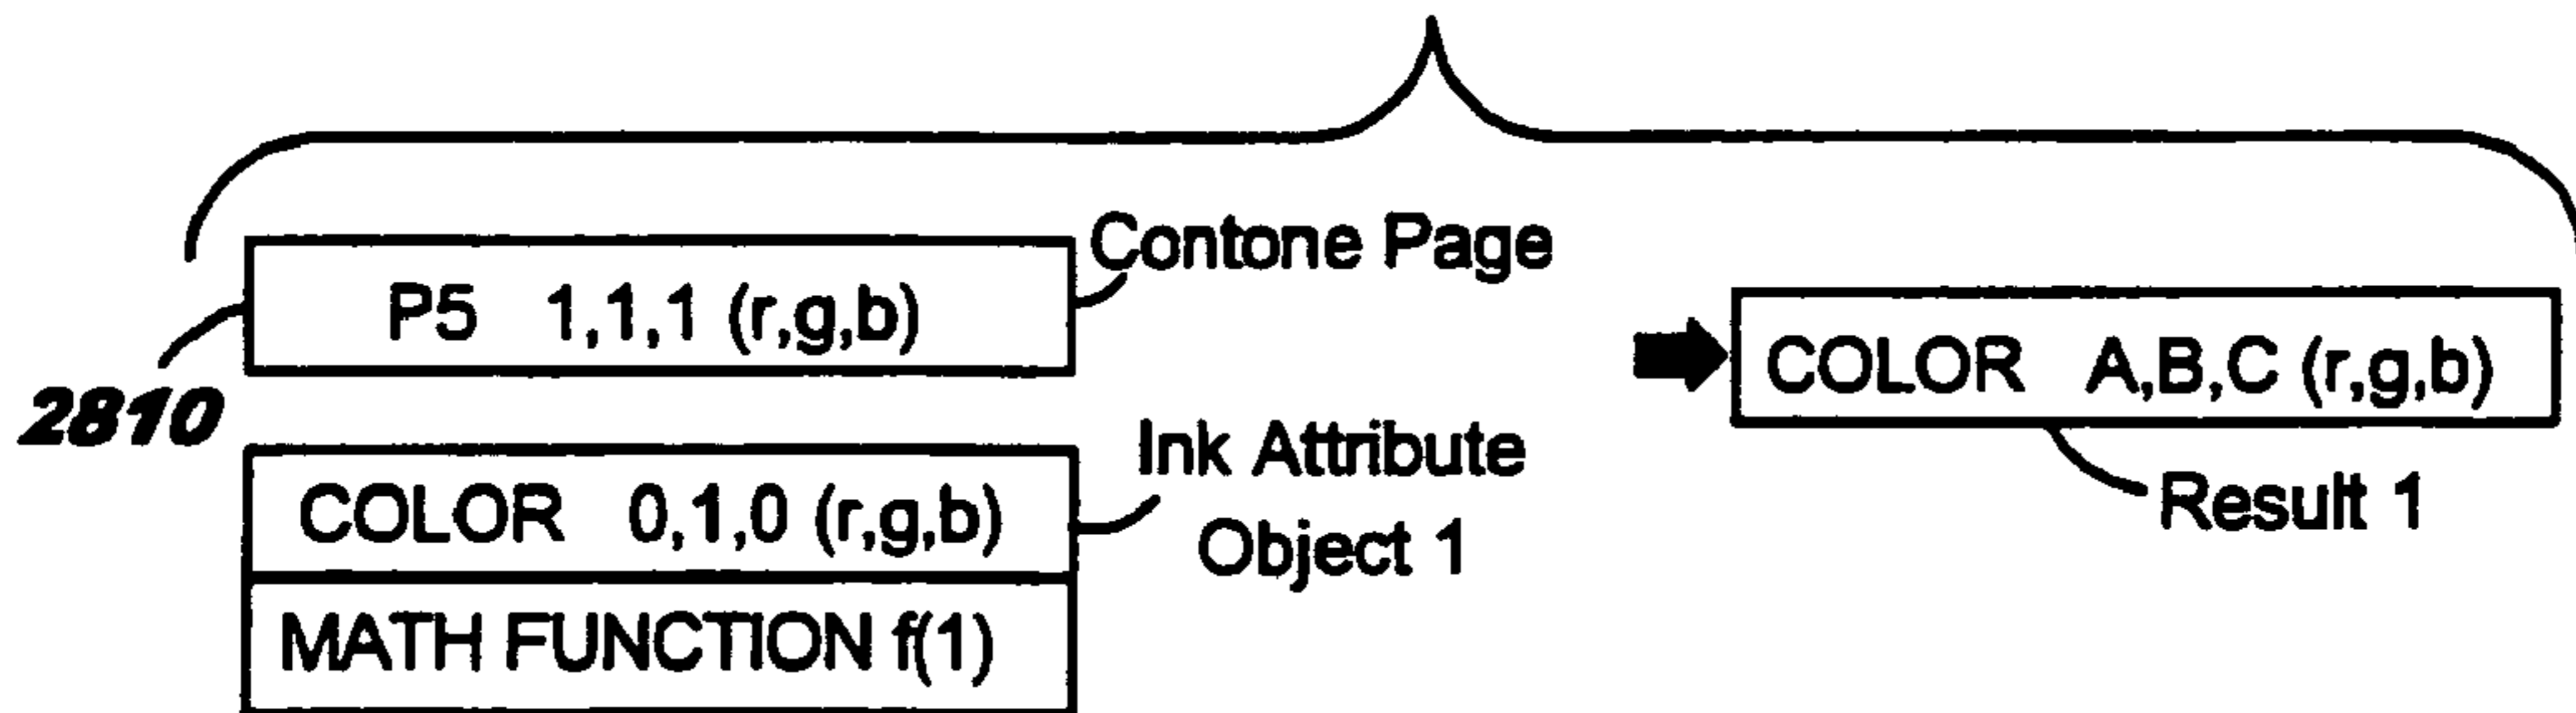 Contone Page
P5 1,1,1 (r,g,b)
2810
COLOR A,B,C (r,g,b)
Ink Attribute
Object 1
COLOR 0,1,0 (r,g,b)
Result 1
MATH FUNCTION f(1)